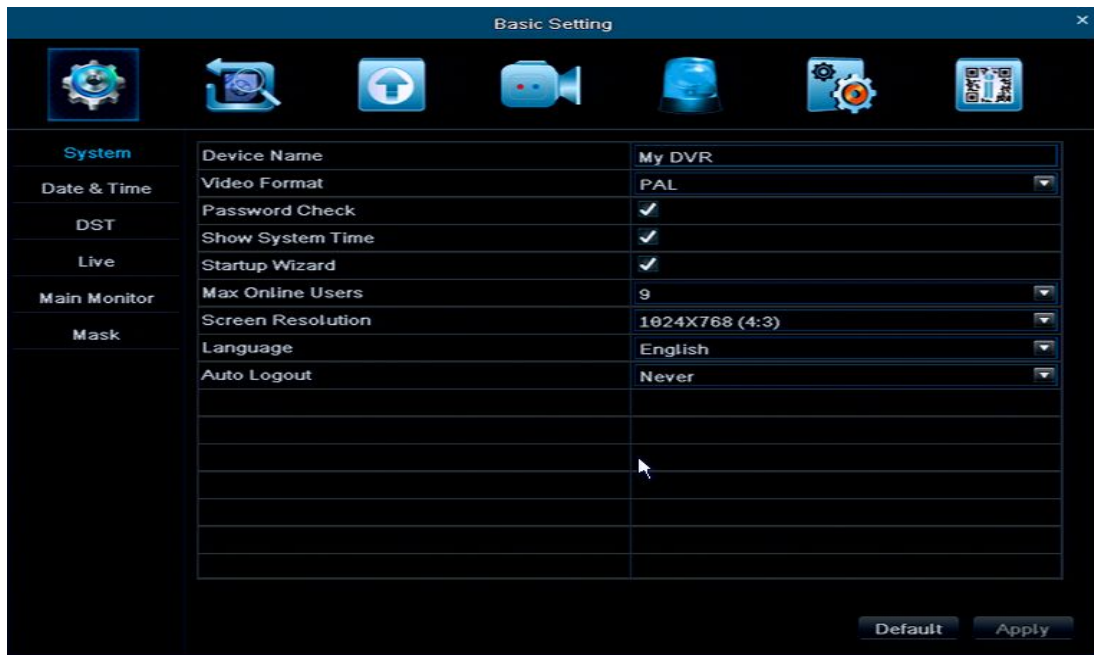 Basic Setting
System
Date & Time
DST
Live
Main Monitor
Mask
Device Name My DVR
Video Format PAL
Password Check
Show System Time
Startup Wizard
Max Online Users 9
Screen Resolution 1024X768 (4:3)
Language English
Auto Logout Never
Default Apply